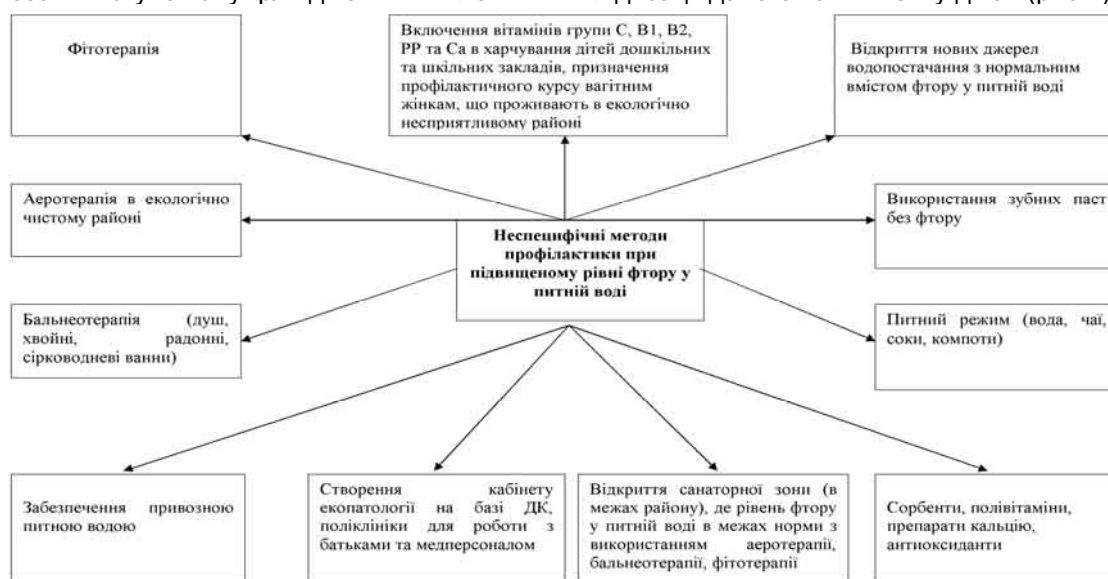 Фітотерапія
Включення вітамінів групи С, В1, В2,
РР та Са в харчування дітей дошкільних
та шкільних закладів, призначення
профілактичного курсу вагітним
жінкам, що проживають в екологічно
несприятливому районі
Відкриття нових джерел
водопостачання з нормальним
вмістом фтору у питній воді
Аеротерапія в екологічно
чистому районі
Неспецифічні методи
профілактики при
підвищеному рівні фтору у
питній воді
Використання зубних паст
без фтору
Бальнеотерапія (душ,
хвойні, радонні,
сірководневі ванни)
Питний режим (вода, чаї,
соки, компоти)
Забезпечення привозною
питною водою
Створення кабінету
екопатології на базі ДК,
поліклініки для роботи з
батьками та медперсоналом
Відкриття санаторної зони (в
межах району), де рівень фтору
у питній воді в межах норми з
використанням аеротерапії,
бальнеотерапії, фітотерапії
Сорбенти, полівітаміни,
препарати кальцію,
антиоксиданти